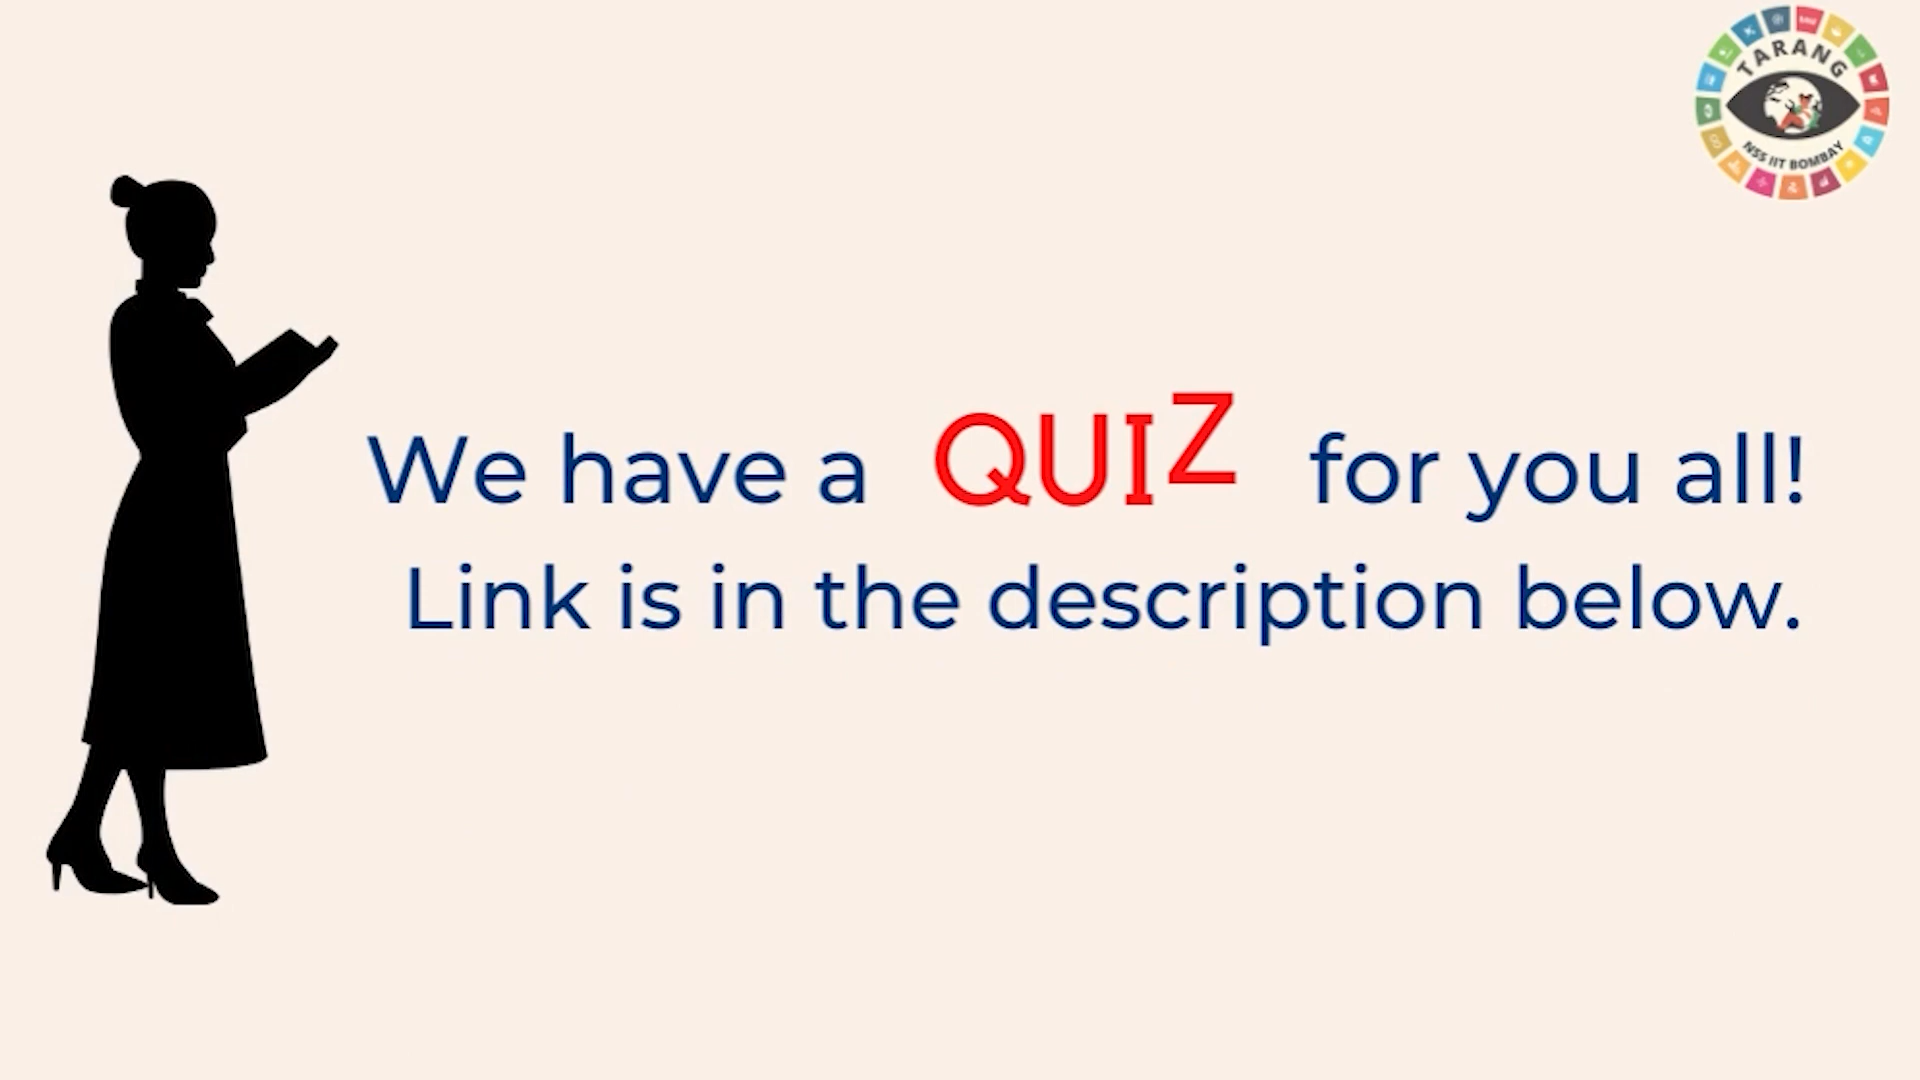 TARANG
NSS IIT BOMBAY
We have a QUIZ for you all!
Link is in the description below.